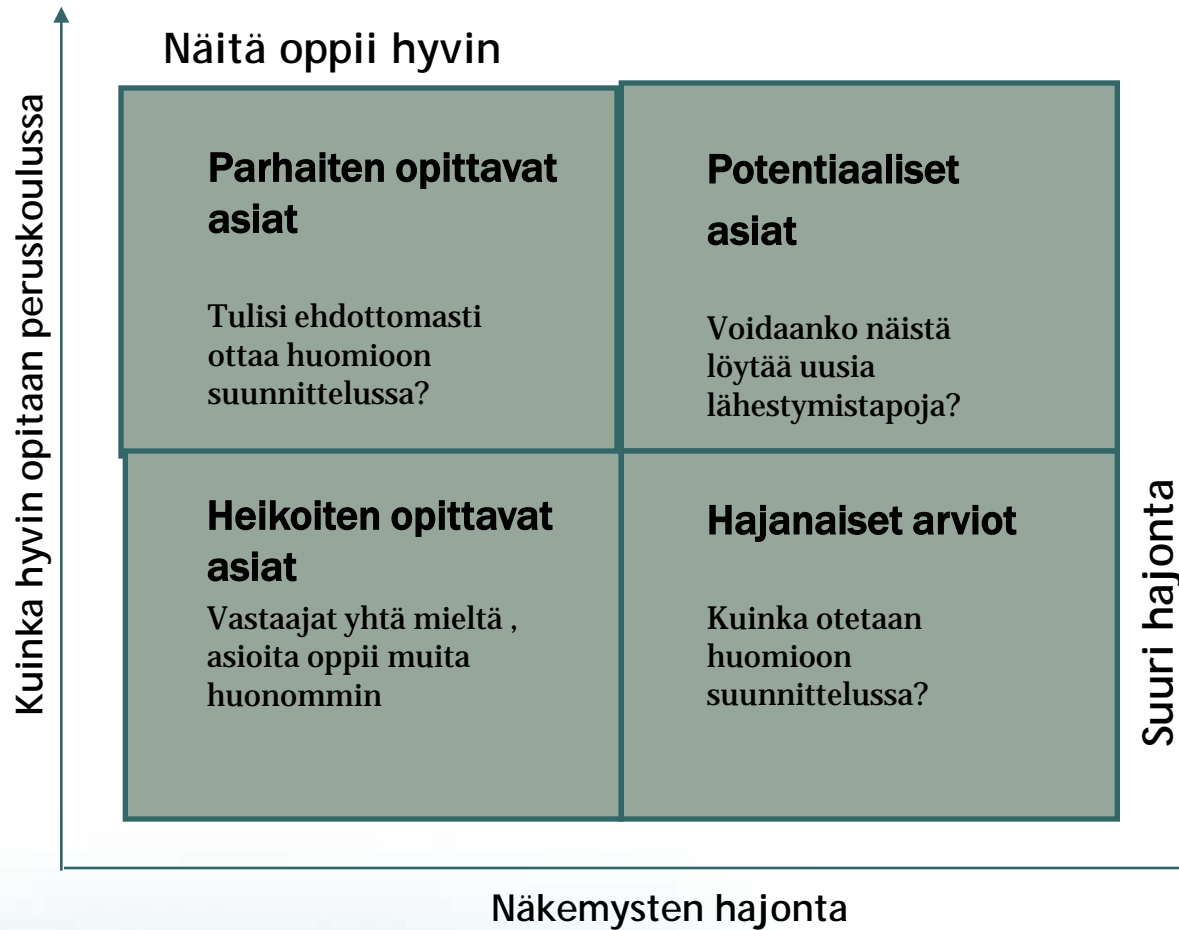 Näitä oppii hyvin
Kuinka hyvin opitaan peruskoulussa
Parhaiten opittavat
asiat
Tulisi ehdottomasti
ottaa huomioon
suunnittelussa?
Potentiaaliset
asiat
Voidaanko näistä
löytää uusia
lähestymistapoja?
Heikoiten opittavat
asiat
Vastaajat yhtä mieltä ,
asioita oppii muita
huonommin
Hajanaiset arviot
Kuinka otetaan
huomioon
suunnittelussa?
Suuri hajonta
Näkemysten hajonta